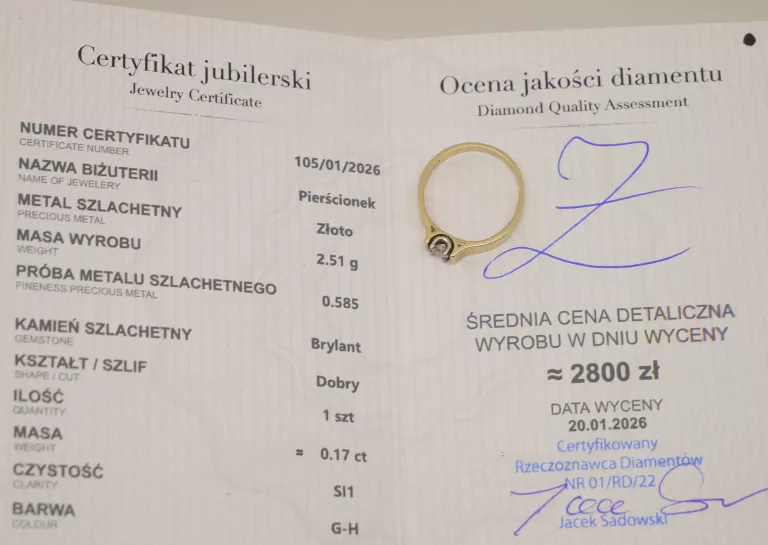 Certyfikat jubilerski
Jewelry Certificate
NUMER CERTYFIKATU
CERTIFICATE NUMBER
105/01/2026
NAZWA BIŻUTERII
NAME OF JEWELERY
Pierścionek
METAL SZLACHETNY
PRECIOUS METAL
Złoto
MASA WYROBU
WEIGHT
2.51 g
PRÓBA METALU SZLACHETNEGO
FINENESS PRECIOUS METAL
0.585
KAMIEŃ SZLACHETNY
GEMSTONE
Brylant
KSZTAŁT / SZLIF
SHAPE / CUT
Dobry
ILOŚĆ
QUANTITY
1 szt
MASA
WEIGHT
≈ 0.17 ct
CZYSTOŚĆ
CLARITY
SI1
BARWA
COLOUR
G-H
Ocena jakości diamentu
Diamond Quality Assessment
Z
ŚREDNIA CENA DETALICZNA
WYROBU W DNIU WYCENY
≈ 2800 zł
DATA WYCENY
20.01.2026
Certyfikowany
Rzeczoznawca Diamentów
NR 01/RD/22
Jacek Sadowski